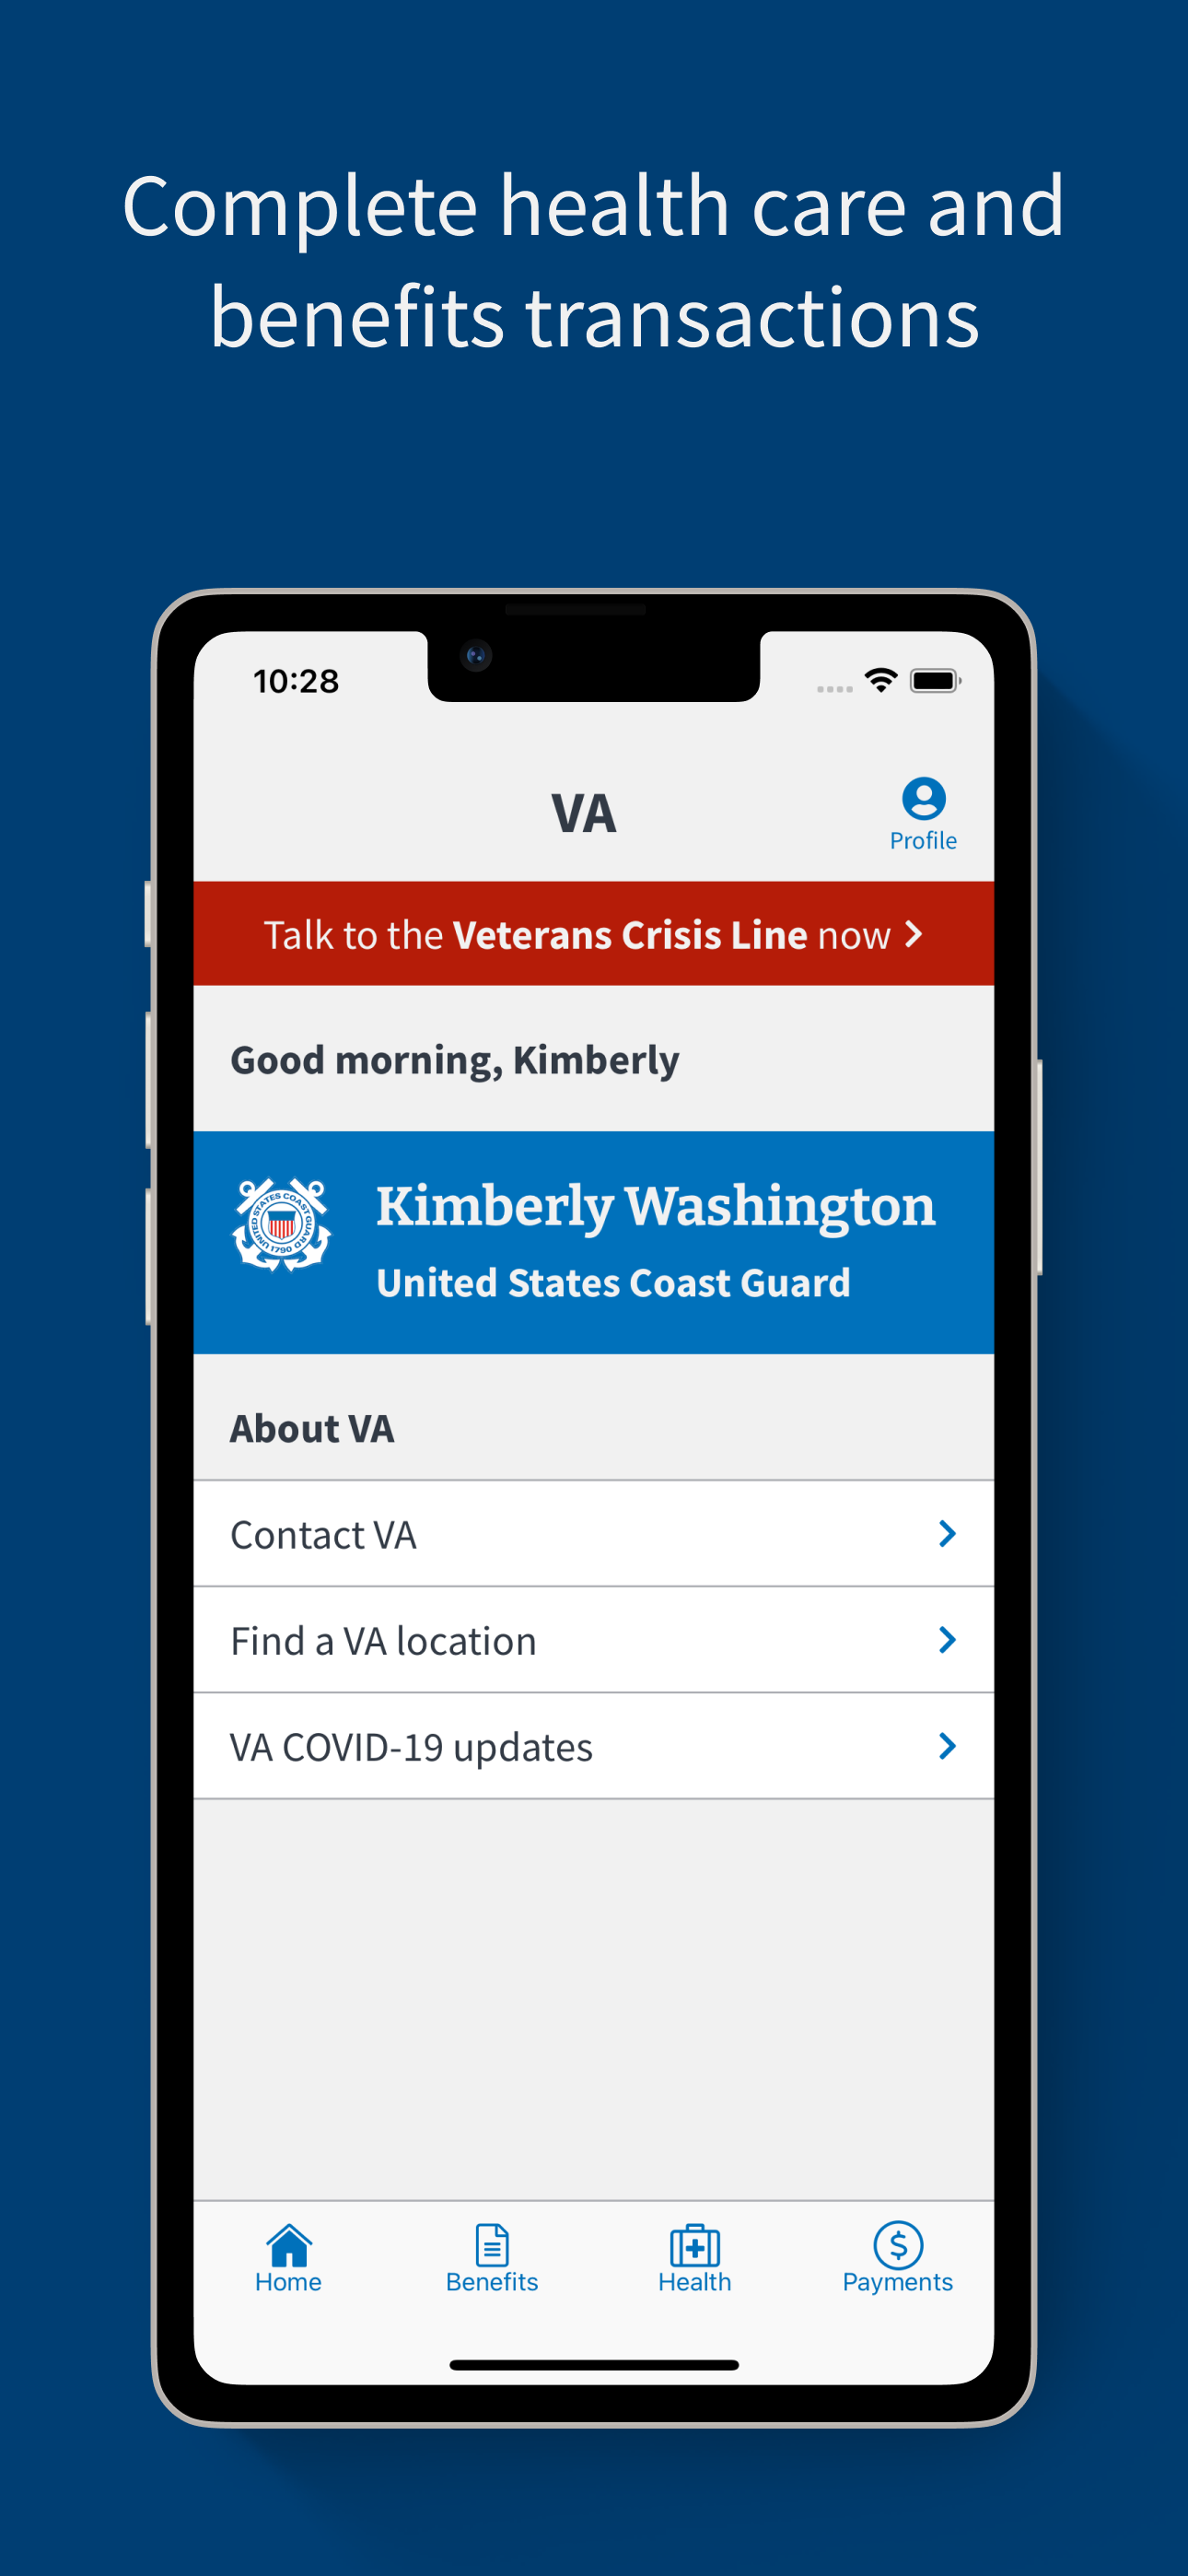 Complete health care and
benefits transactions
10:28
VA
Profile
Talk to the Veterans Crisis Line now
Good morning, Kimberly
UNITED STATES COAST GUARD
1790
Kimberly Washington
United States Coast Guard
About VA
Contact VA
Find a VA location
VA COVID-19 updates
Home
Benefits
Health
Payments